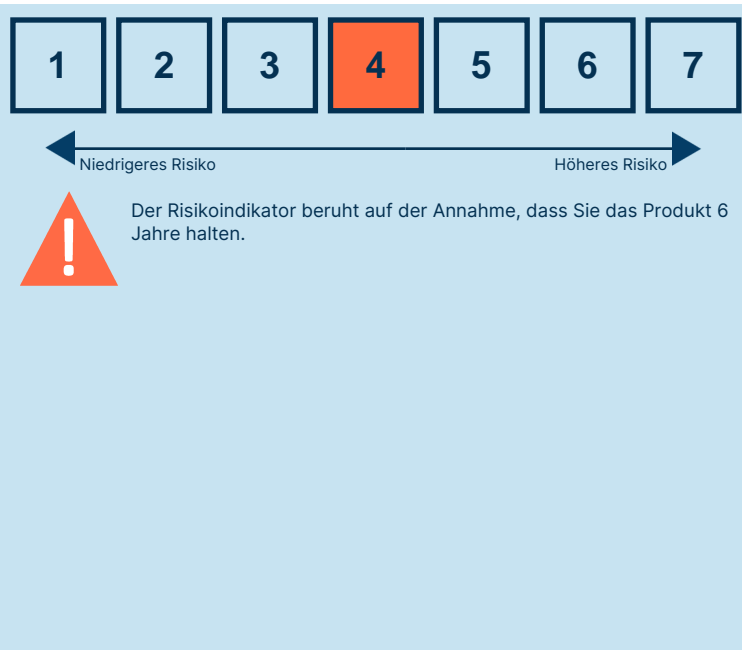 1 2 3 4 5 6 7
Niedrigeres Risiko Höheres Risiko
Der Risikoindikator beruht auf der Annahme, dass Sie das Produkt 6
Jahre halten.